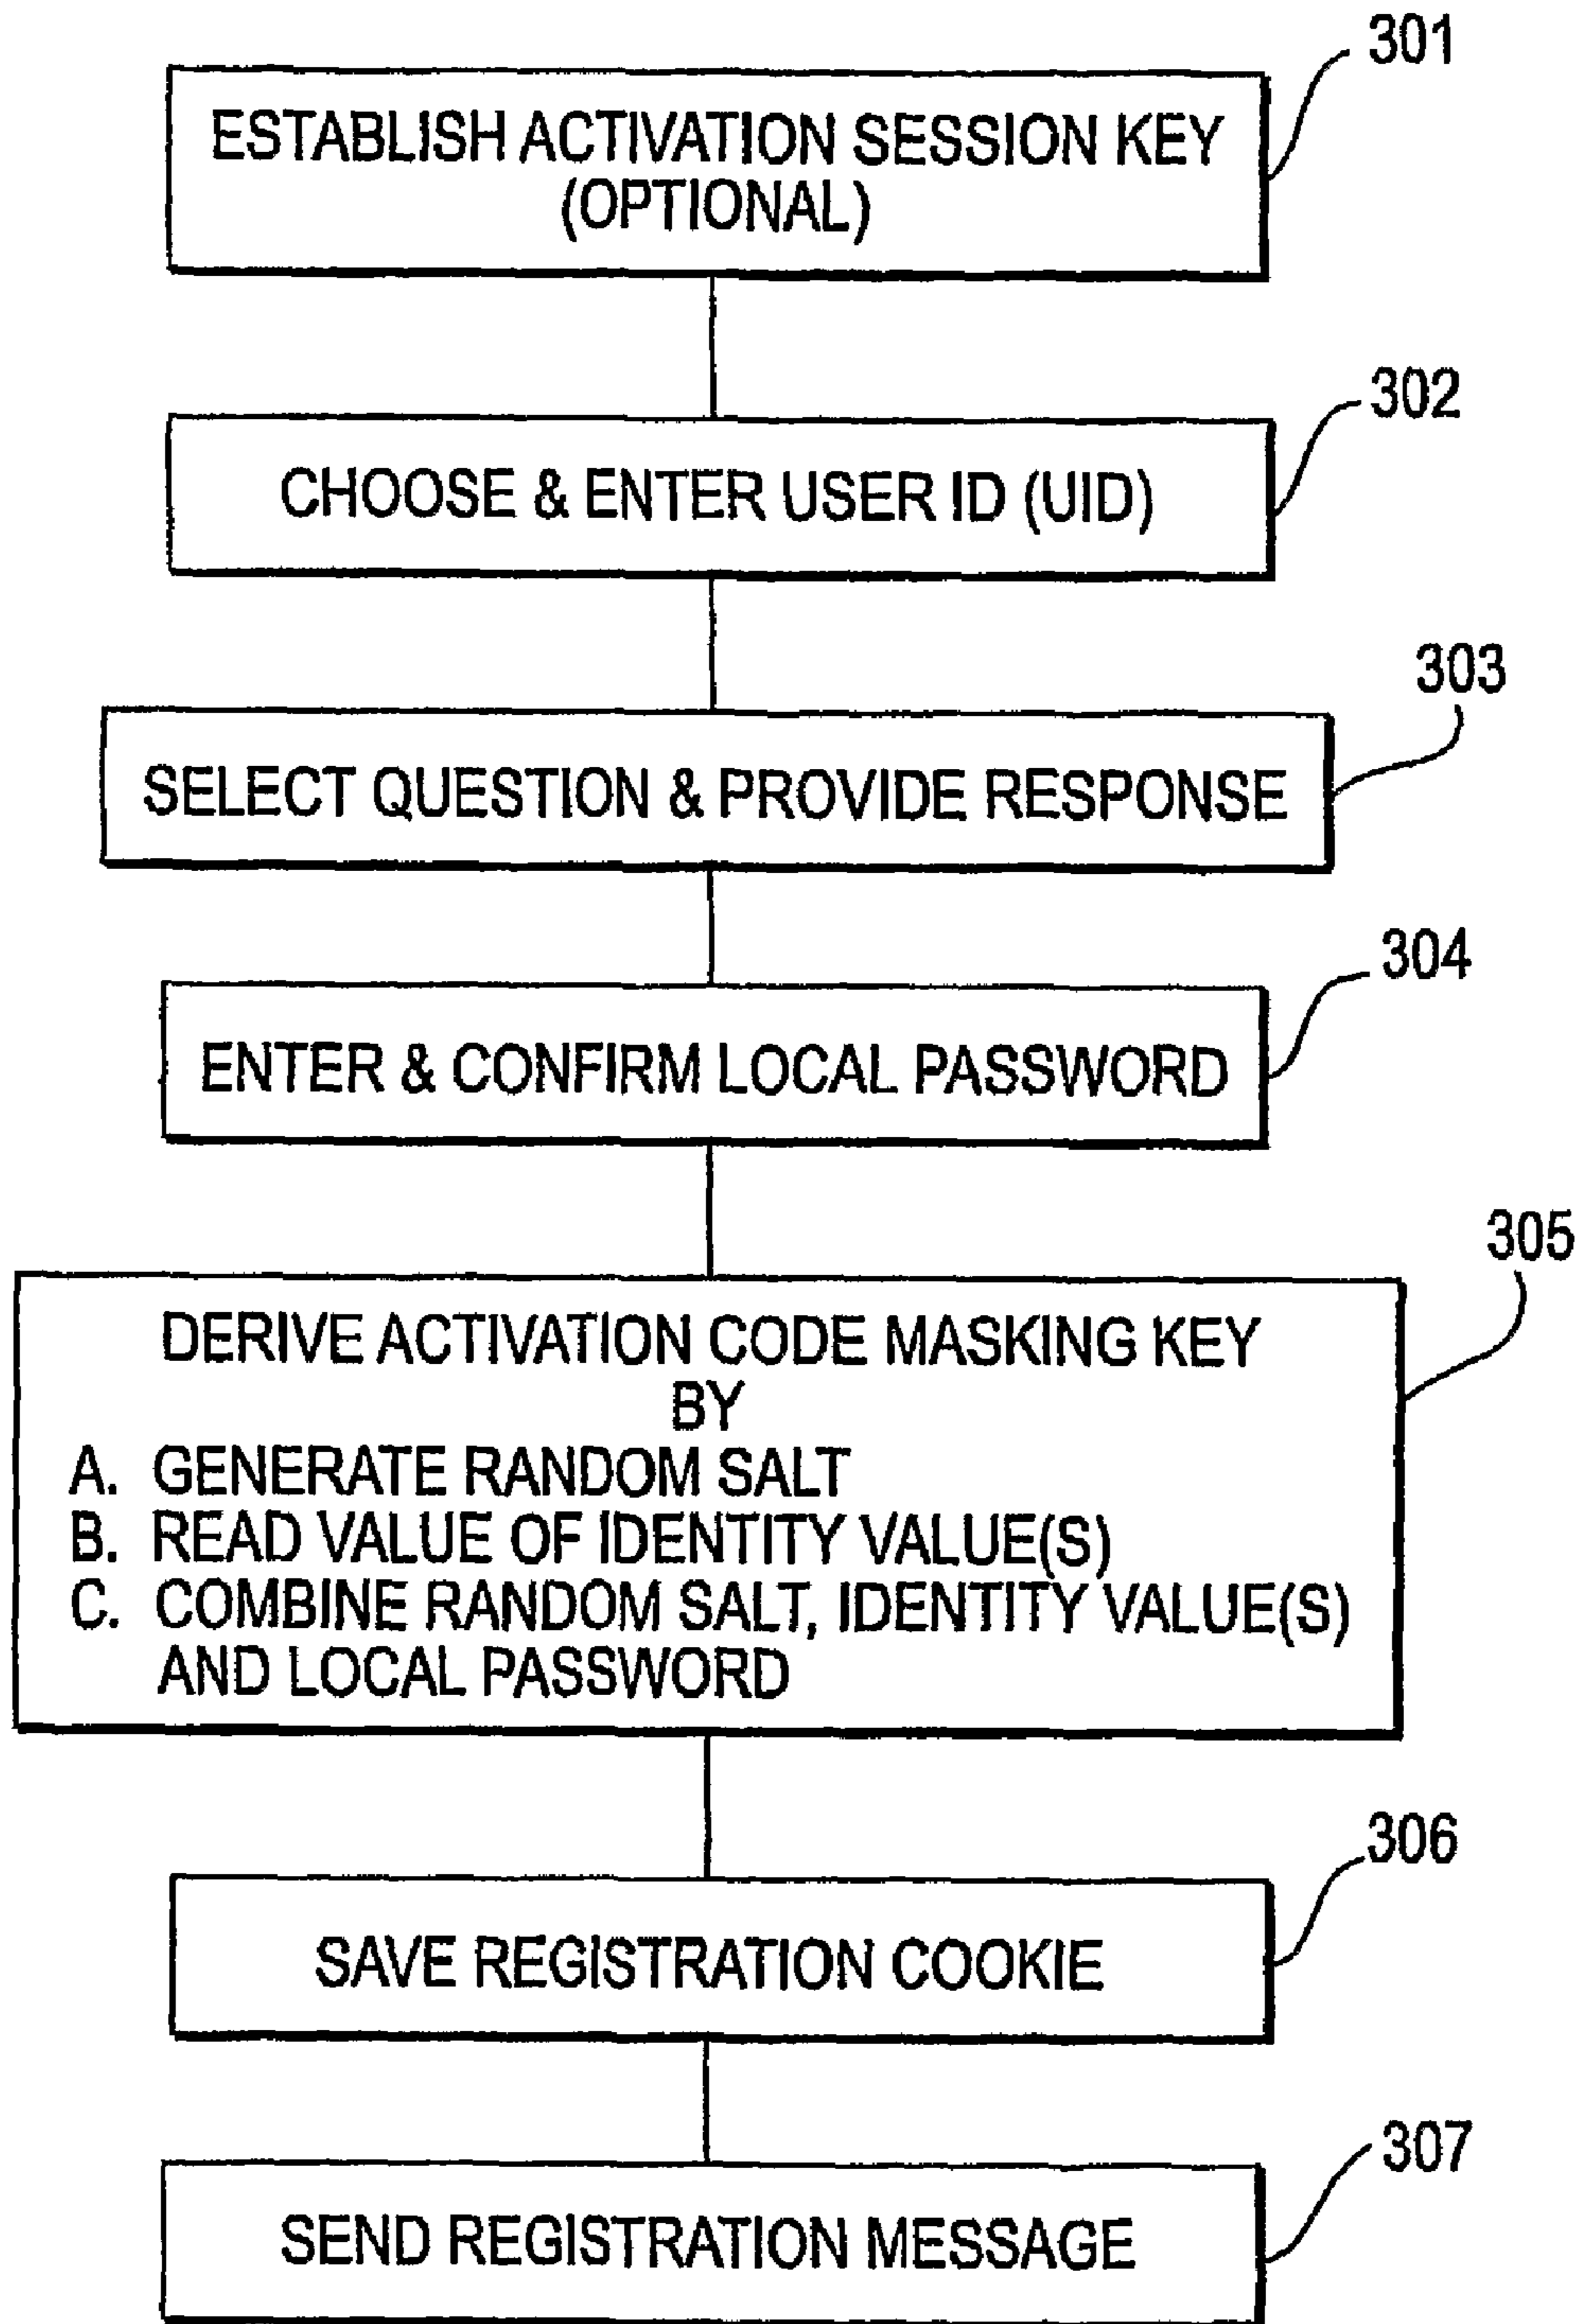 301
ESTABLISH ACTIVATION SESSION KEY
(OPTIONAL)
302
CHOOSE & ENTER USER ID (UID)
303
SELECT QUESTION & PROVIDE RESPONSE
304
ENTER & CONFIRM LOCAL PASSWORD
305
DERIVE ACTIVATION CODE MASKING KEY
BY
A. GENERATE RANDOM SALT
B. READ VALUE OF IDENTITY VALUE(S)
C. COMBINE RANDOM SALT, IDENTITY VALUE(S)
AND LOCAL PASSWORD
306
SAVE REGISTRATION COOKIE
307
SEND REGISTRATION MESSAGE